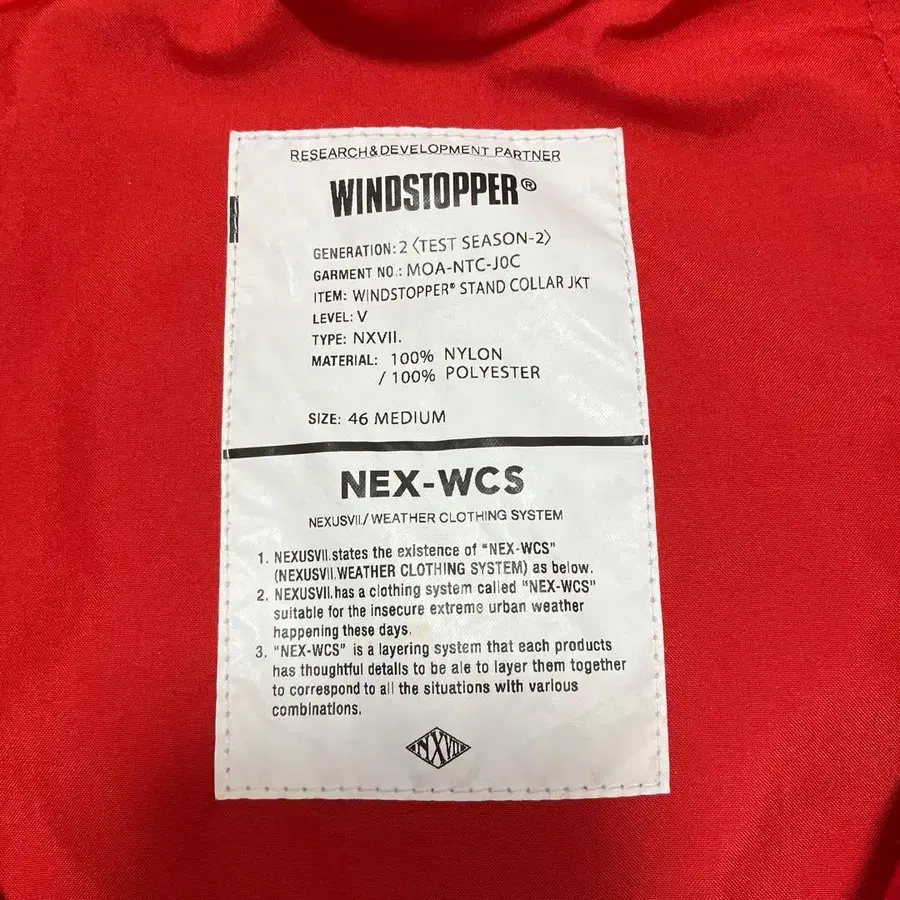 RESEARCH&DEVELOPMENT PARTNER
WINDSTOPPER®
GENERATION: 2 〈TEST SEASON-2〉
GARMENT NO.: MOA-NTC-J0C
ITEM: WINDSTOPPER® STAND COLLAR JKT
LEVEL: V
TYPE: NXVII.
MATERIAL: 100% NYLON
/ 100% POLYESTER
SIZE: 46 MEDIUM
NEX-WCS
NEXUSVII./WEATHER CLOTHING SYSTEM
1. NEXUSVII.states the existence of "NEX-WCS"
(NEXUSVII.WEATHER CLOTHING SYSTEM) as below.
2. NEXUSVII.has a clothing system called "NEX-WCS"
suitable for the insecure extreme urban weather
happening these days.
3. "NEX-WCS" is a layering system that each products
has thoughtful details to be ale to layer them together
to correspond to all the situations with various
combinations.
NXVII